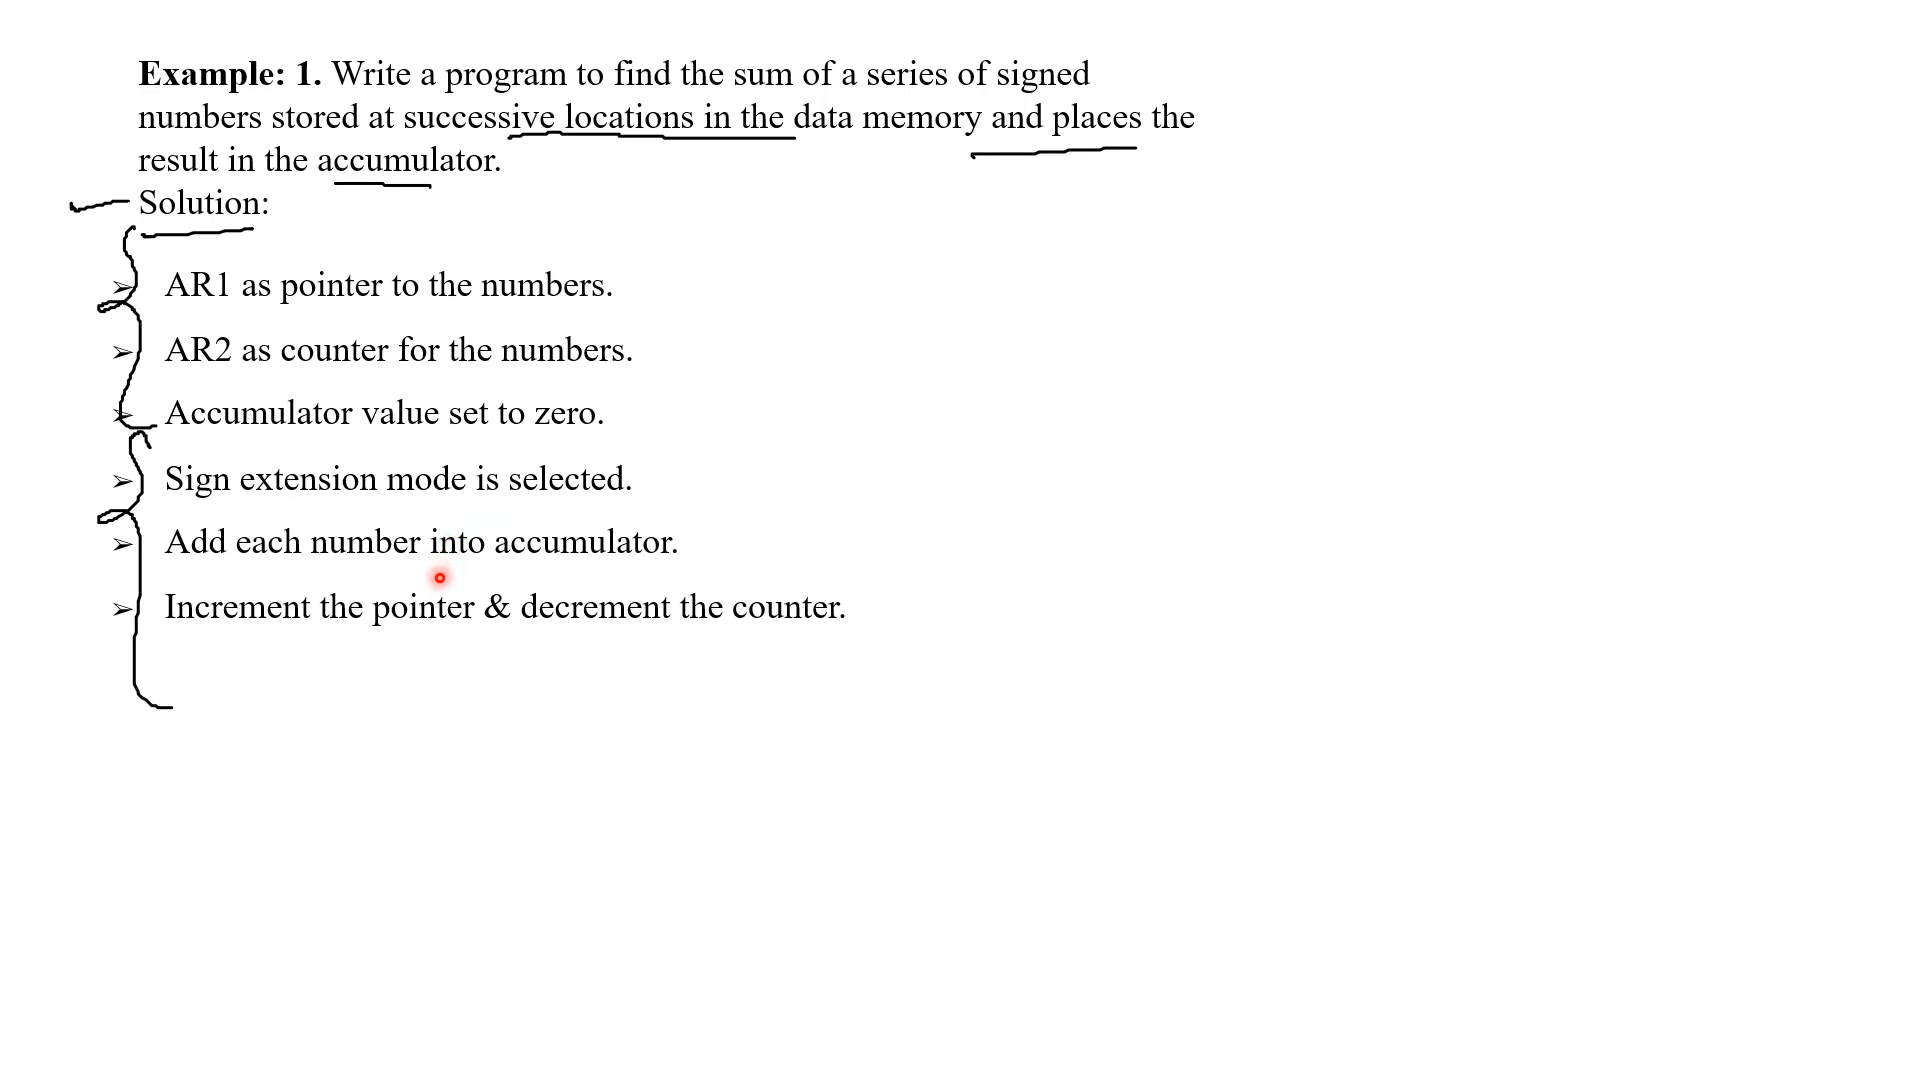 Example: 1. Write a program to find the sum of a series of signed
numbers stored at successive locations in the data memory and places the
result in the accumulator.
Solution:
➢ AR1 as pointer to the numbers.
➢ AR2 as counter for the numbers.
➢ Accumulator value set to zero.
➢ Sign extension mode is selected.
➢ Add each number into accumulator.
➢ Increment the pointer & decrement the counter.